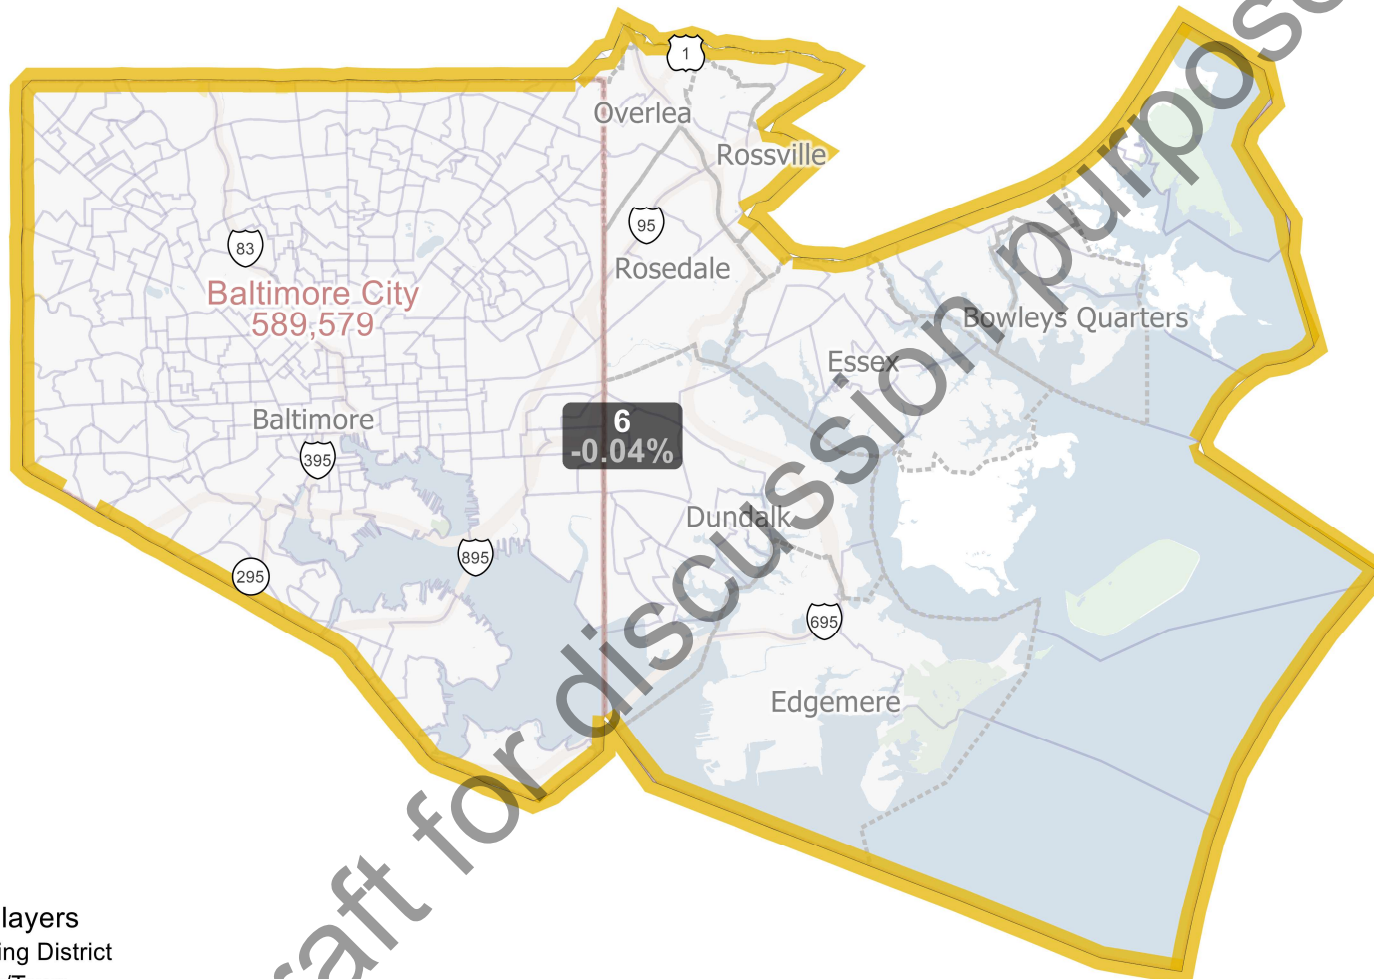 1
Overlea
Rossville
95
83
Rosedale
Baltimore City
589,579
Bowleys Quarters
Essex
6
-0.04%
Baltimore
395
Dundalk
895
295
695
Edgemere
raft for discussion purpose
layers
ing District